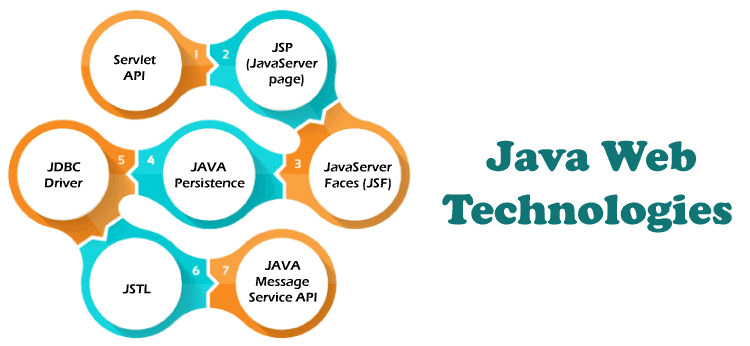 Servlet
API
1
2
JSP
(JavaServer
page)
3
JavaServer
Faces (JSF)
4
JAVA
Persistence
5
JDBC
Driver
6
JSTL
7
JAVA
Message
Service API
Java Web
Technologies